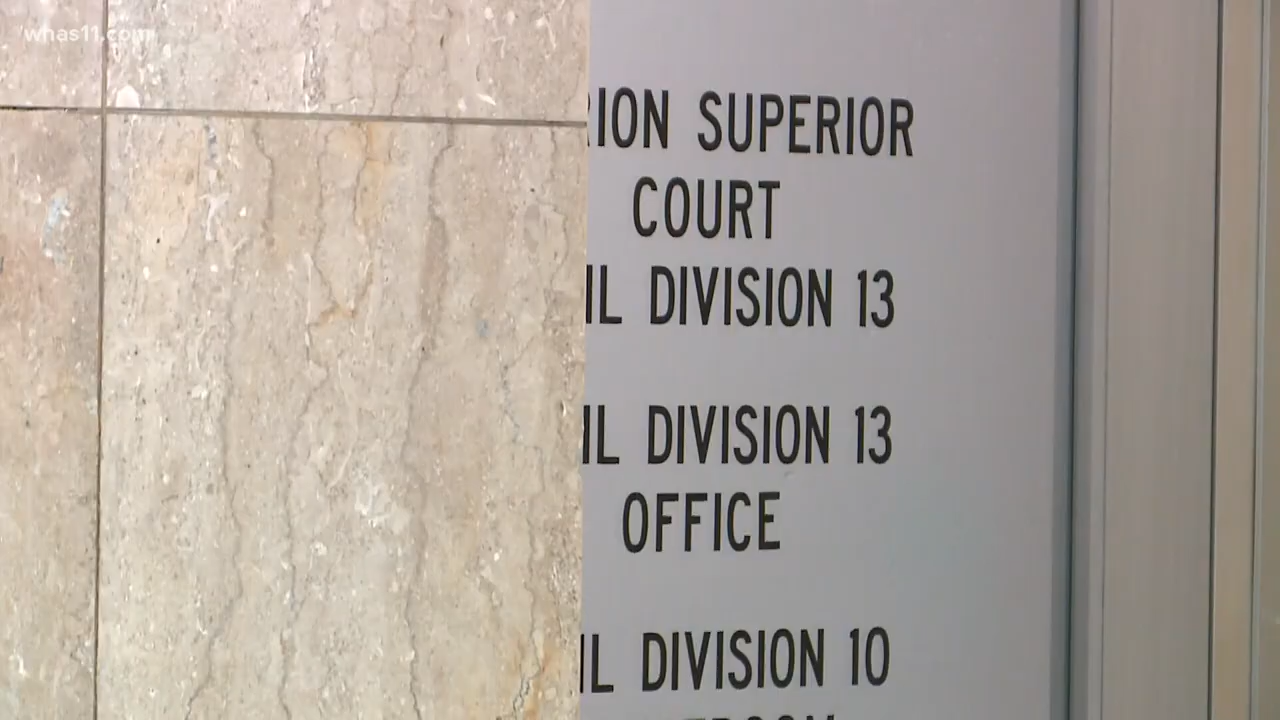 whas11.com
RION SUPERIOR
COURT
IL DIVISION 13
IL DIVISION 13
OFFICE
IL DIVISION 10